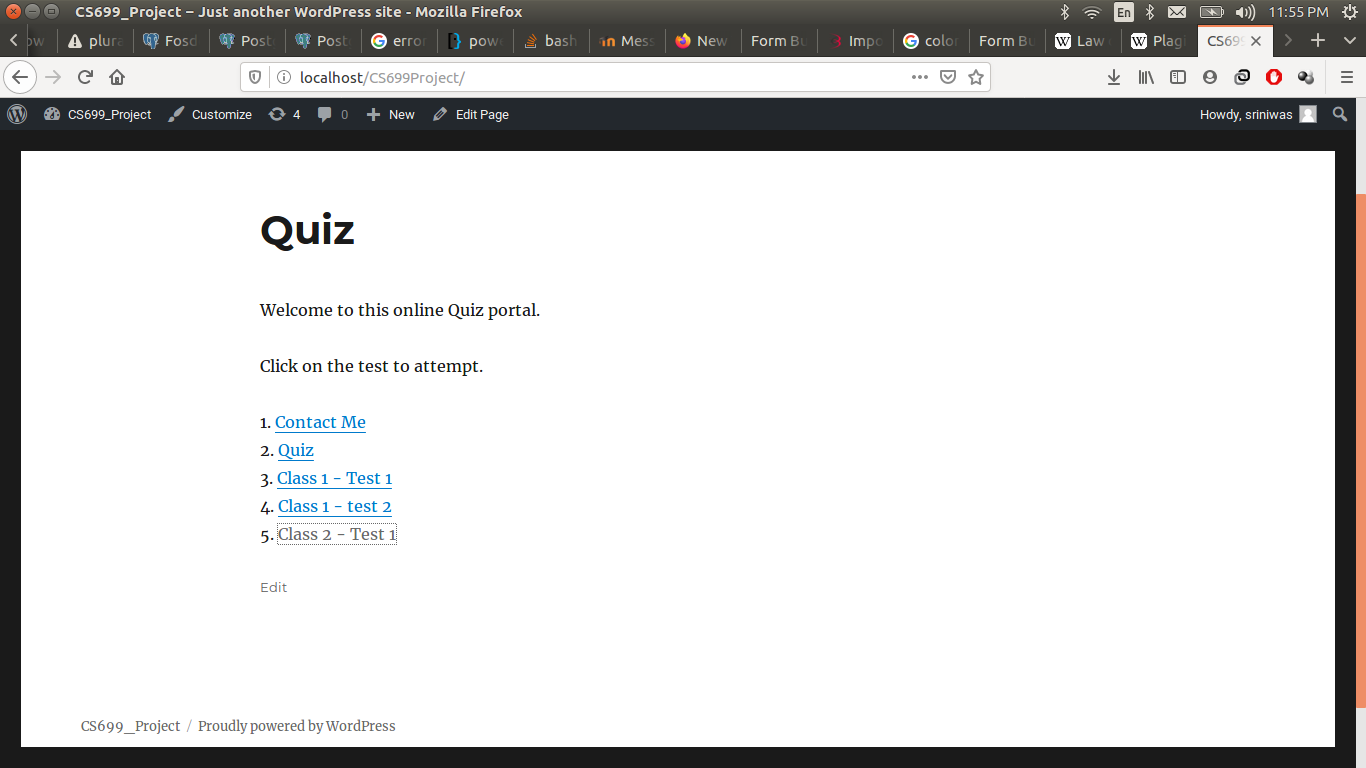 CS699_Project – Just another WordPress site - Mozilla Firefox
En
11:55 PM
plura
Fosd
Post
Post
error
pow
bash
Mess
New
Form Bu
Impo
color
Form Bu
Law
Plag
CS69
localhost/CS699Project/
CS699_Project
Customize
4
0
New
Edit Page
Howdy, sriniwas
Quiz
Welcome to this online Quiz portal.
Click on the test to attempt.
1. Contact Me
2. Quiz
3. Class 1 - Test 1
4. Class 1 - test 2
5. Class 2 - Test 1
Edit
CS699_Project / Proudly powered by WordPress